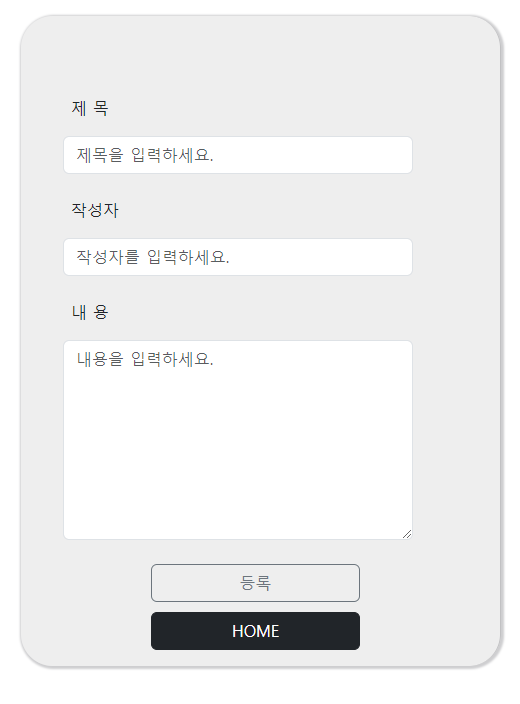 제 목
제목을 입력하세요.
작성자
작성자를 입력하세요.
내 용
내용을 입력하세요.
등록
HOME